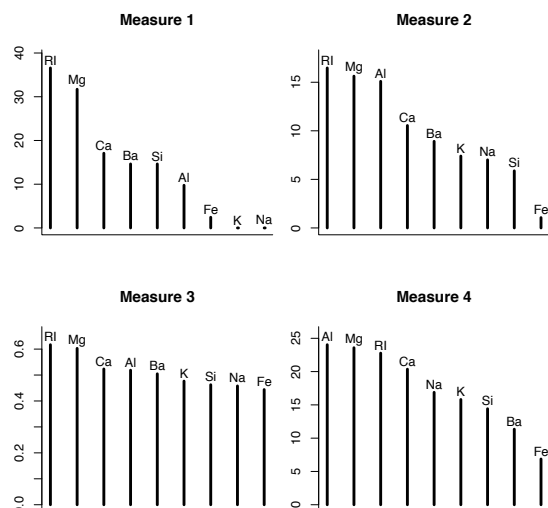 Measure 1
40
30
20
10
0
RI
Mg
Ca
Ba
Si
Al
Fe
K
Na
Measure 2
15
10
5
0
RI
Mg
Al
Ca
Ba
K
Na
Si
Fe
Measure 3
0.6
0.4
0.2
0.0
RI
Mg
Ca
Al
Ba
K
Si
Na
Fe
Measure 4
25
20
15
10
5
0
Al
Mg
RI
Ca
Na
K
Si
Ba
Fe